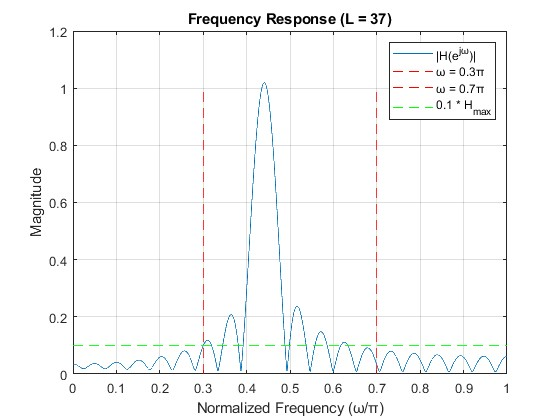 Frequency Response (L = 37)
1.2
1
0.8
0.6
0.4
0.2
0
Magnitude
|H(e^jω)|
ω = 0.3π
ω = 0.7π
0.1 * H_max
0 0.1 0.2 0.3 0.4 0.5 0.6 0.7 0.8 0.9 1
Normalized Frequency (ω/π)